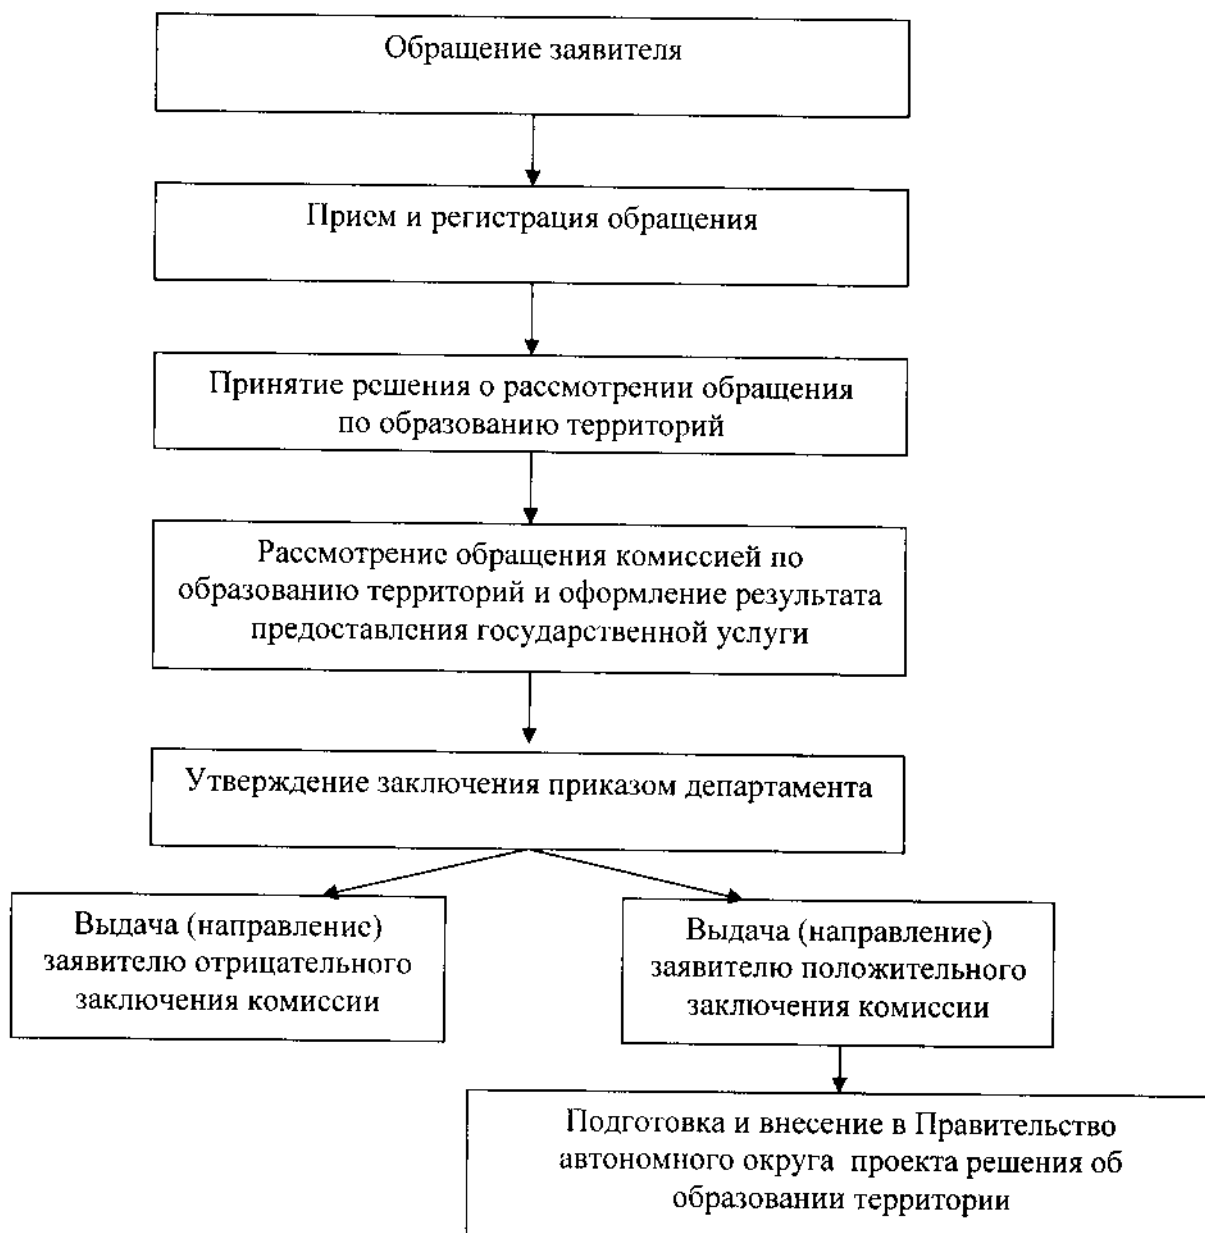 Обращение заявителя
Прием и регистрация обращения
Принятие решения о рассмотрении обращения
по образованию территорий
Рассмотрение обращения комиссией по
образованию территорий и оформление результата
предоставления государственной услуги
Утверждение заключения приказом департамента
Выдача (направление)
заявителю отрицательного
заключения комиссии
Выдача (направление)
заявителю положительного
заключения комиссии
Подготовка и внесение в Правительство
автономного округа проекта решения об
образовании территории